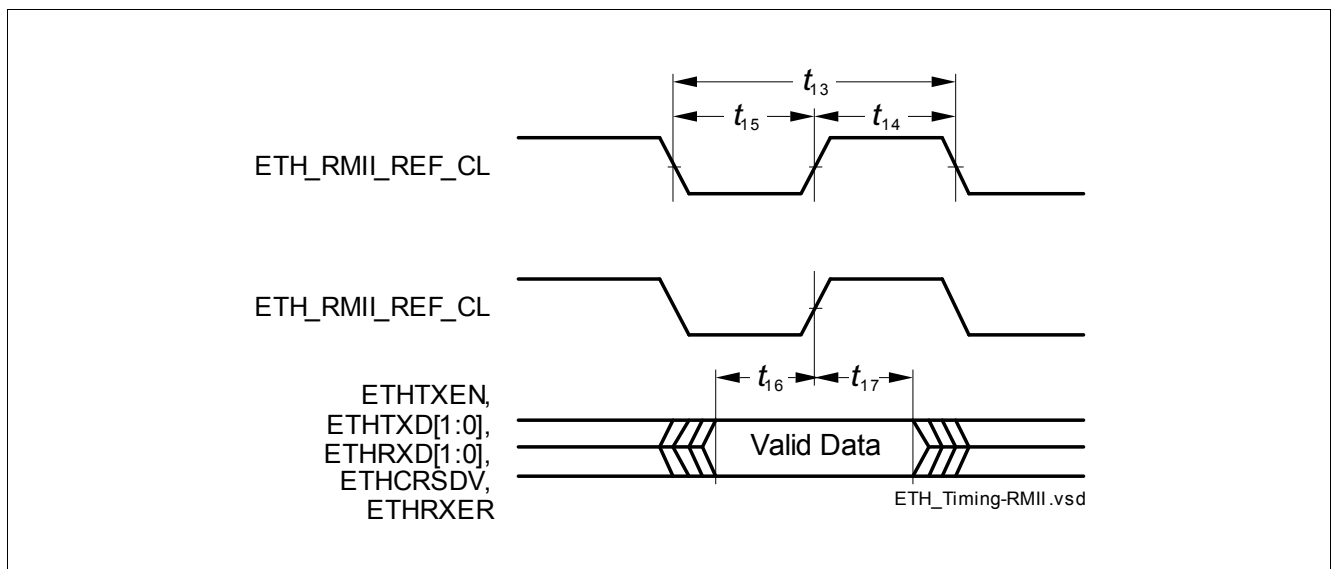 t13
t15 t14
ETH_RMII_REF_CL
ETH_RMII_REF_CL
t16 t17
ETHTXEN,
ETHTXD[1:0],
ETHRXD[1:0],
ETHCRSDV,
ETHRXER
Valid Data
ETH_Timing-RMII.vsd